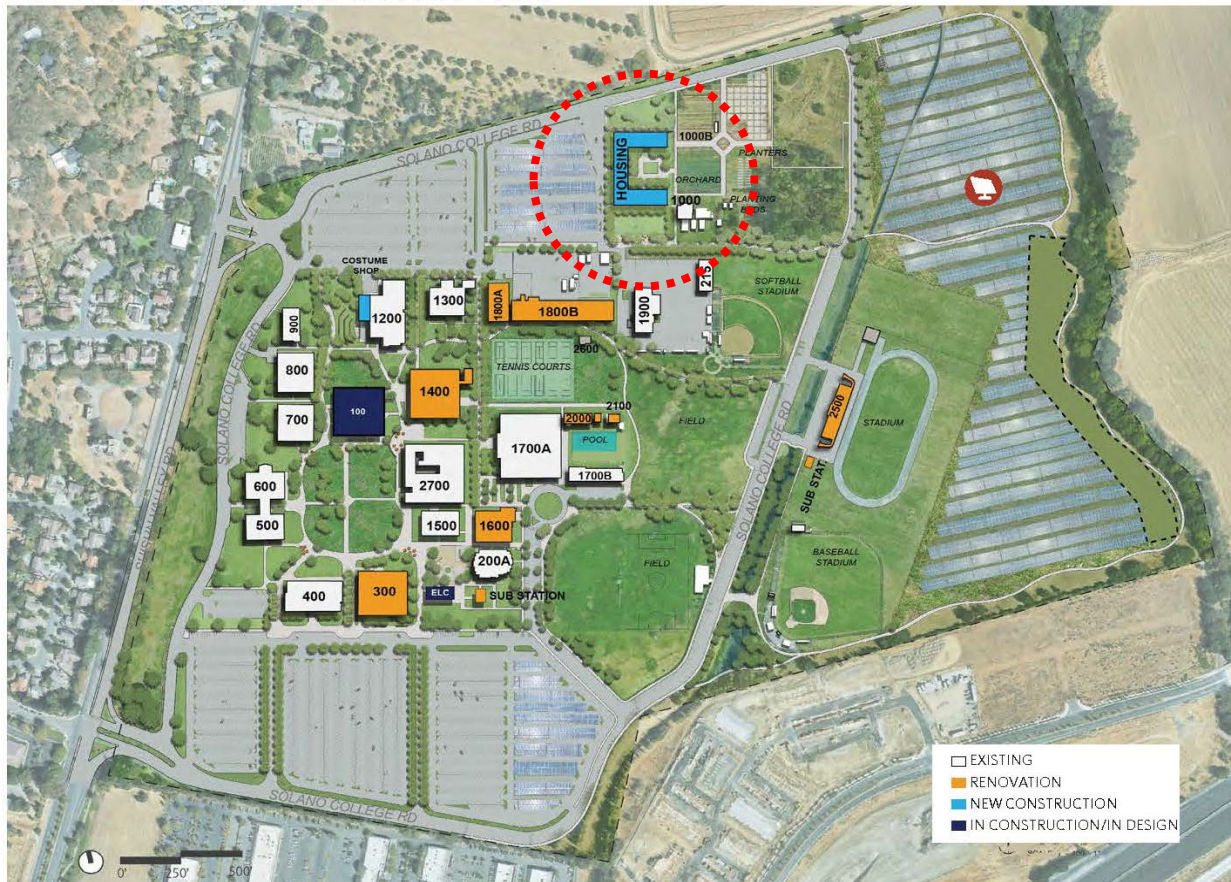 SOLANO COLLEGE RD
HOUSING
1000B
PLANTERS
ORCHARD
1000
PLANTING
BEDS
COSTUME
SHOP
1200
1300
1800A
1800B
1900
215
SOFTBALL
STADIUM
900
800
700
100
1400
2600
TENNIS COURTS
2000
2100
POOL
FIELD
1700A
1700B
2500
STADIUM
SUB STAT
SOLANO COLLEGE RD
SOLANO COLLEGE RD
600
500
2700
1500
1600
200A
400
300
ELC
SUB STATION
FIELD
BASEBALL
STADIUM
SOLANO COLLEGE RD
EXISTING
RENOVATION
NEW CONSTRUCTION
IN CONSTRUCTION/IN DESIGN
0' 250' 500'